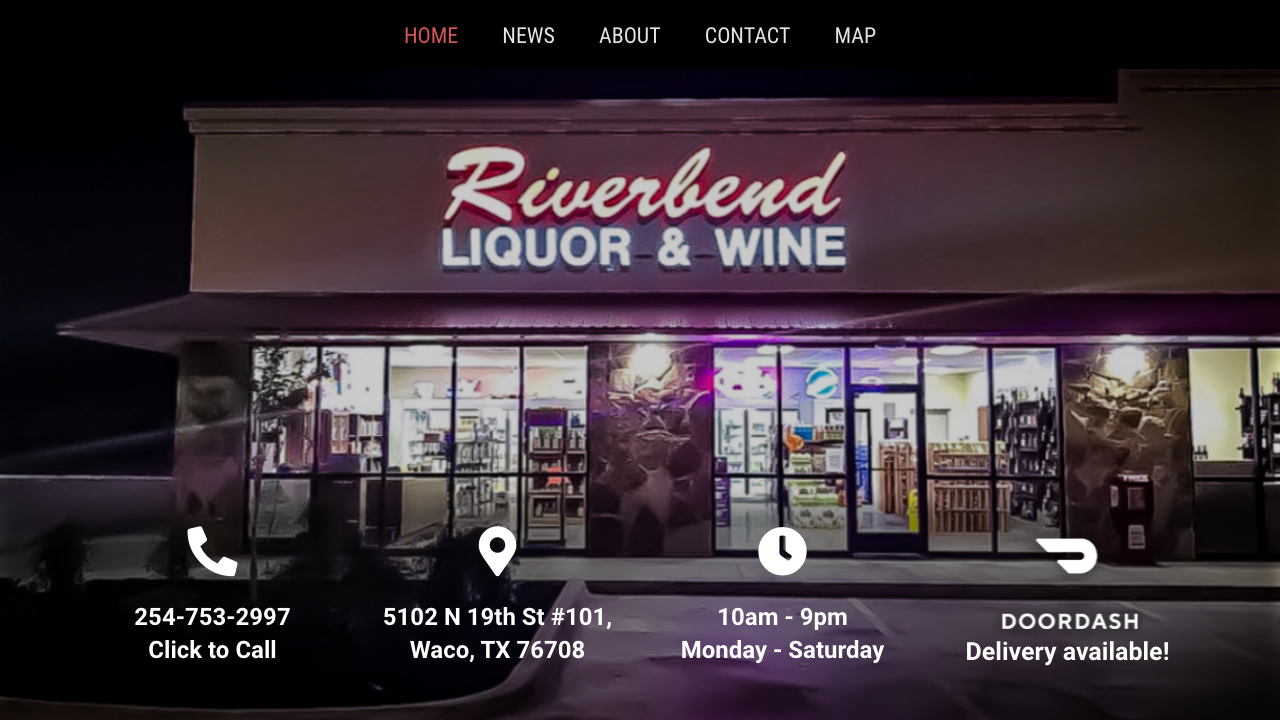 HOME NEWS ABOUT CONTACT MAP
Riverbend
LIQUOR & WINE
254-753-2997
Click to Call
5102 N 19th St #101,
Waco, TX 76708
10am - 9pm
Monday - Saturday
DOORDASH
Delivery available!